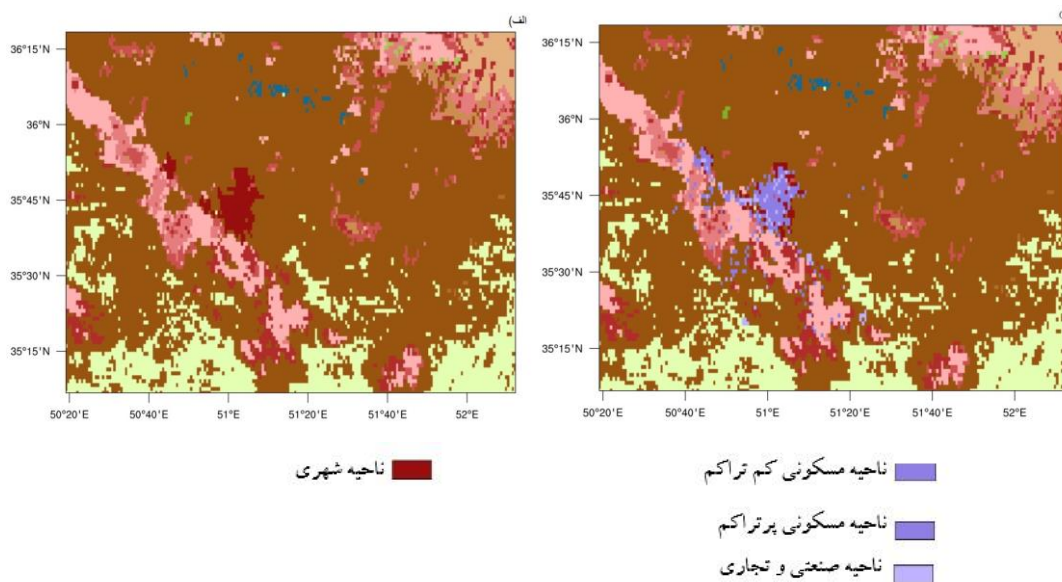 الف)
36°15'N
36°N
35°45'N
35°30'N
35°15'N
50°20'E 50°40'E 51°E 51°20'E 51°40'E 52°E
36°15'N
36°N
35°45'N
35°30'N
35°15'N
50°20'E 50°40'E 51°E 51°20'E 51°40'E 52°E
ناحیه شهری
ناحیه مسکونی کم تراکم
ناحیه مسکونی پرتراکم
ناحیه صنعتی و تجاری